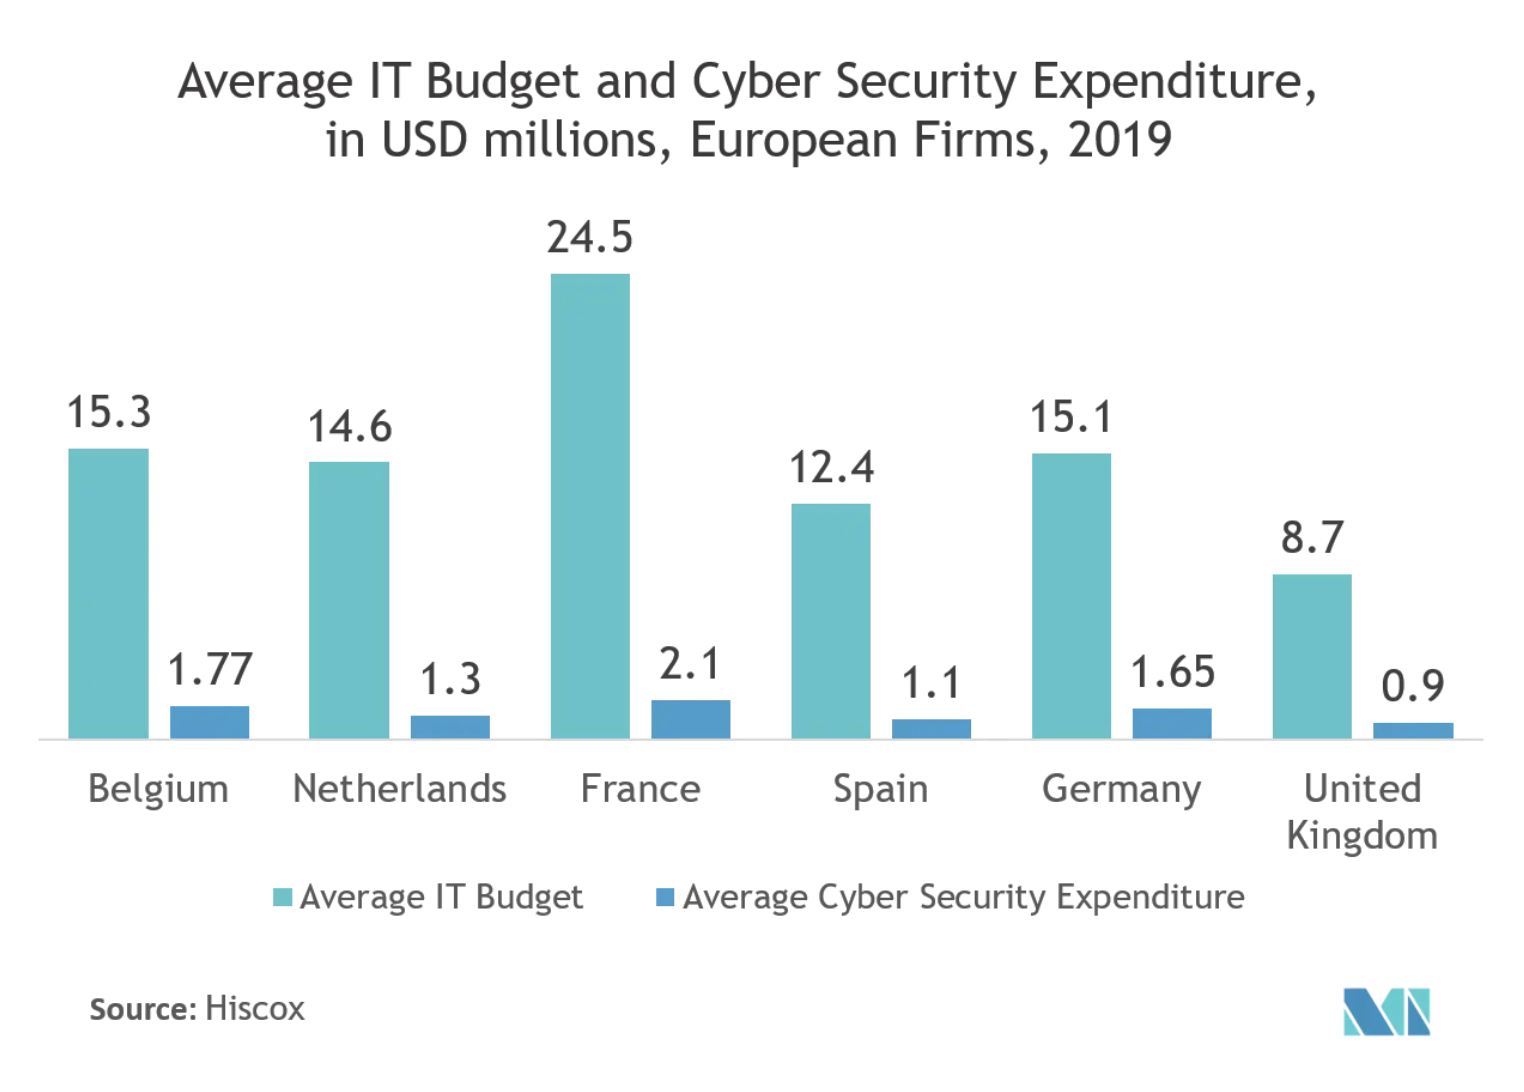 Average IT Budget and Cyber Security Expenditure,
in USD millions, European Firms, 2019
24.5
15.3
14.6
15.1
12.4
8.7
1.77
1.3
2.1
1.1
1.65
0.9
Belgium
Netherlands
France
Spain
Germany
United
Kingdom
Average IT Budget
Average Cyber Security Expenditure
Source: Hiscox